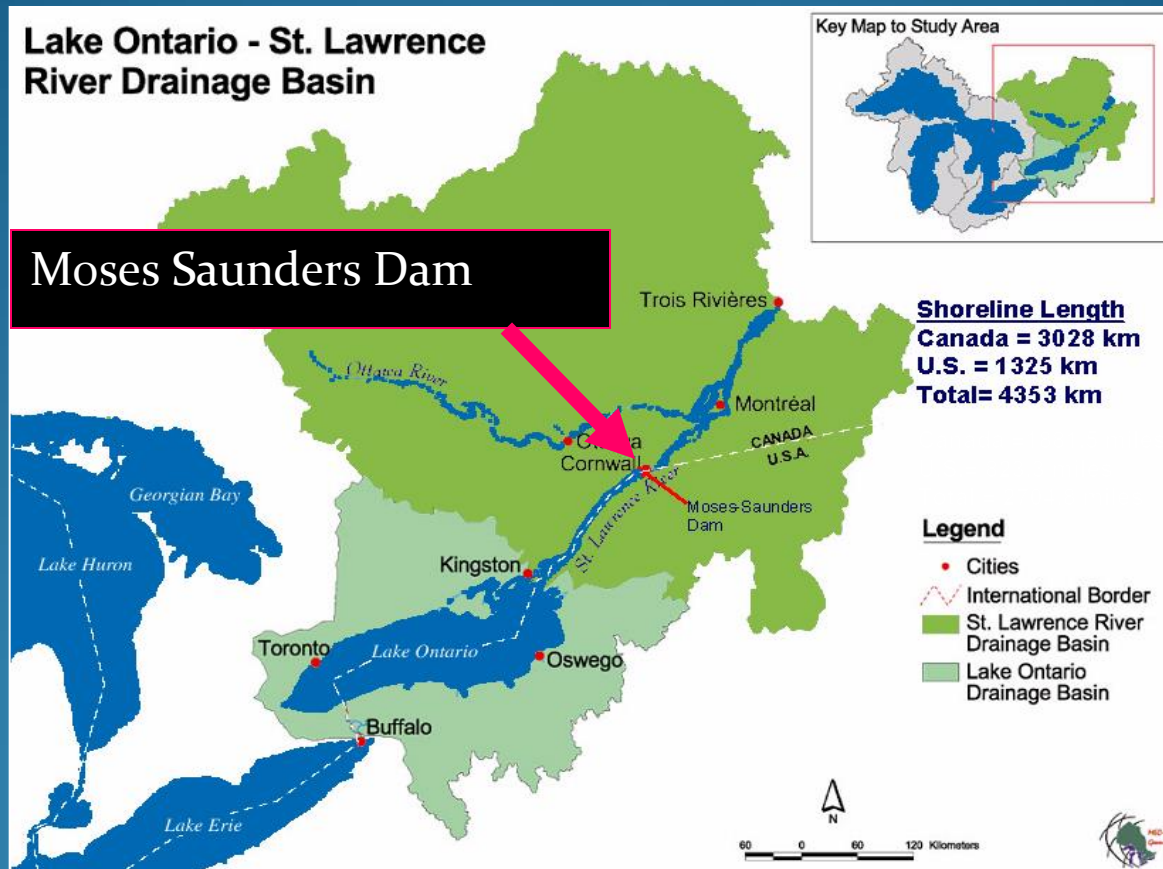 Lake Ontario - St. Lawrence
River Drainage Basin
Key Map to Study Area
Moses Saunders Dam
Trois Rivières
Shoreline Length
Canada = 3028 km
U.S. = 1325 km
Total= 4353 km
Ottawa River
Montréal
CANADA
U.S.A.
Cornwall
St. Lawrence River
Moses-Saunders
Dam
Georgian Bay
Lake Huron
Kingston
Toronto
Lake Ontario
Oswego
Buffalo
Lake Erie
Legend
Cities
International Border
St. Lawrence River
Drainage Basin
Lake Ontario
Drainage Basin
N
60 0 60 120 Kilometers